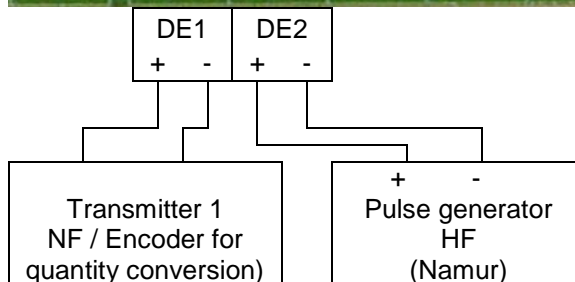 DE1 DE2
+ - + -
+ -
Transmitter 1 Pulse generator
NF / Encoder for HF
quantity conversion) (Namur)